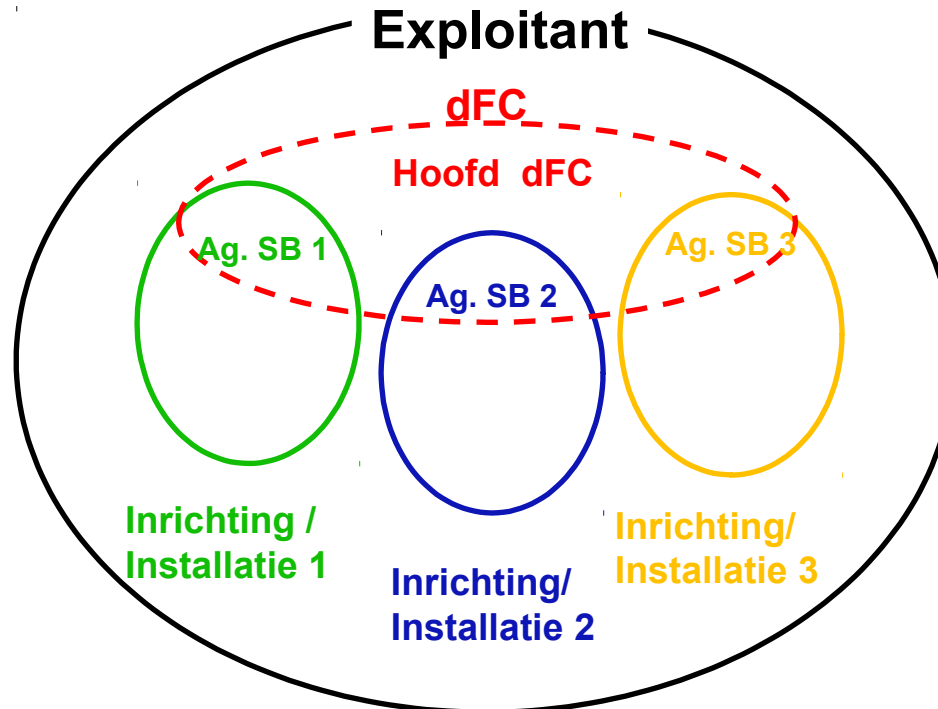 Exploitant
dFC
Hoofd dFC
Ag. SB 1
Ag. SB 2
Ag. SB 3
Inrichting /
Installatie 1
Inrichting/
Installatie 2
Inrichting/
Installatie 3